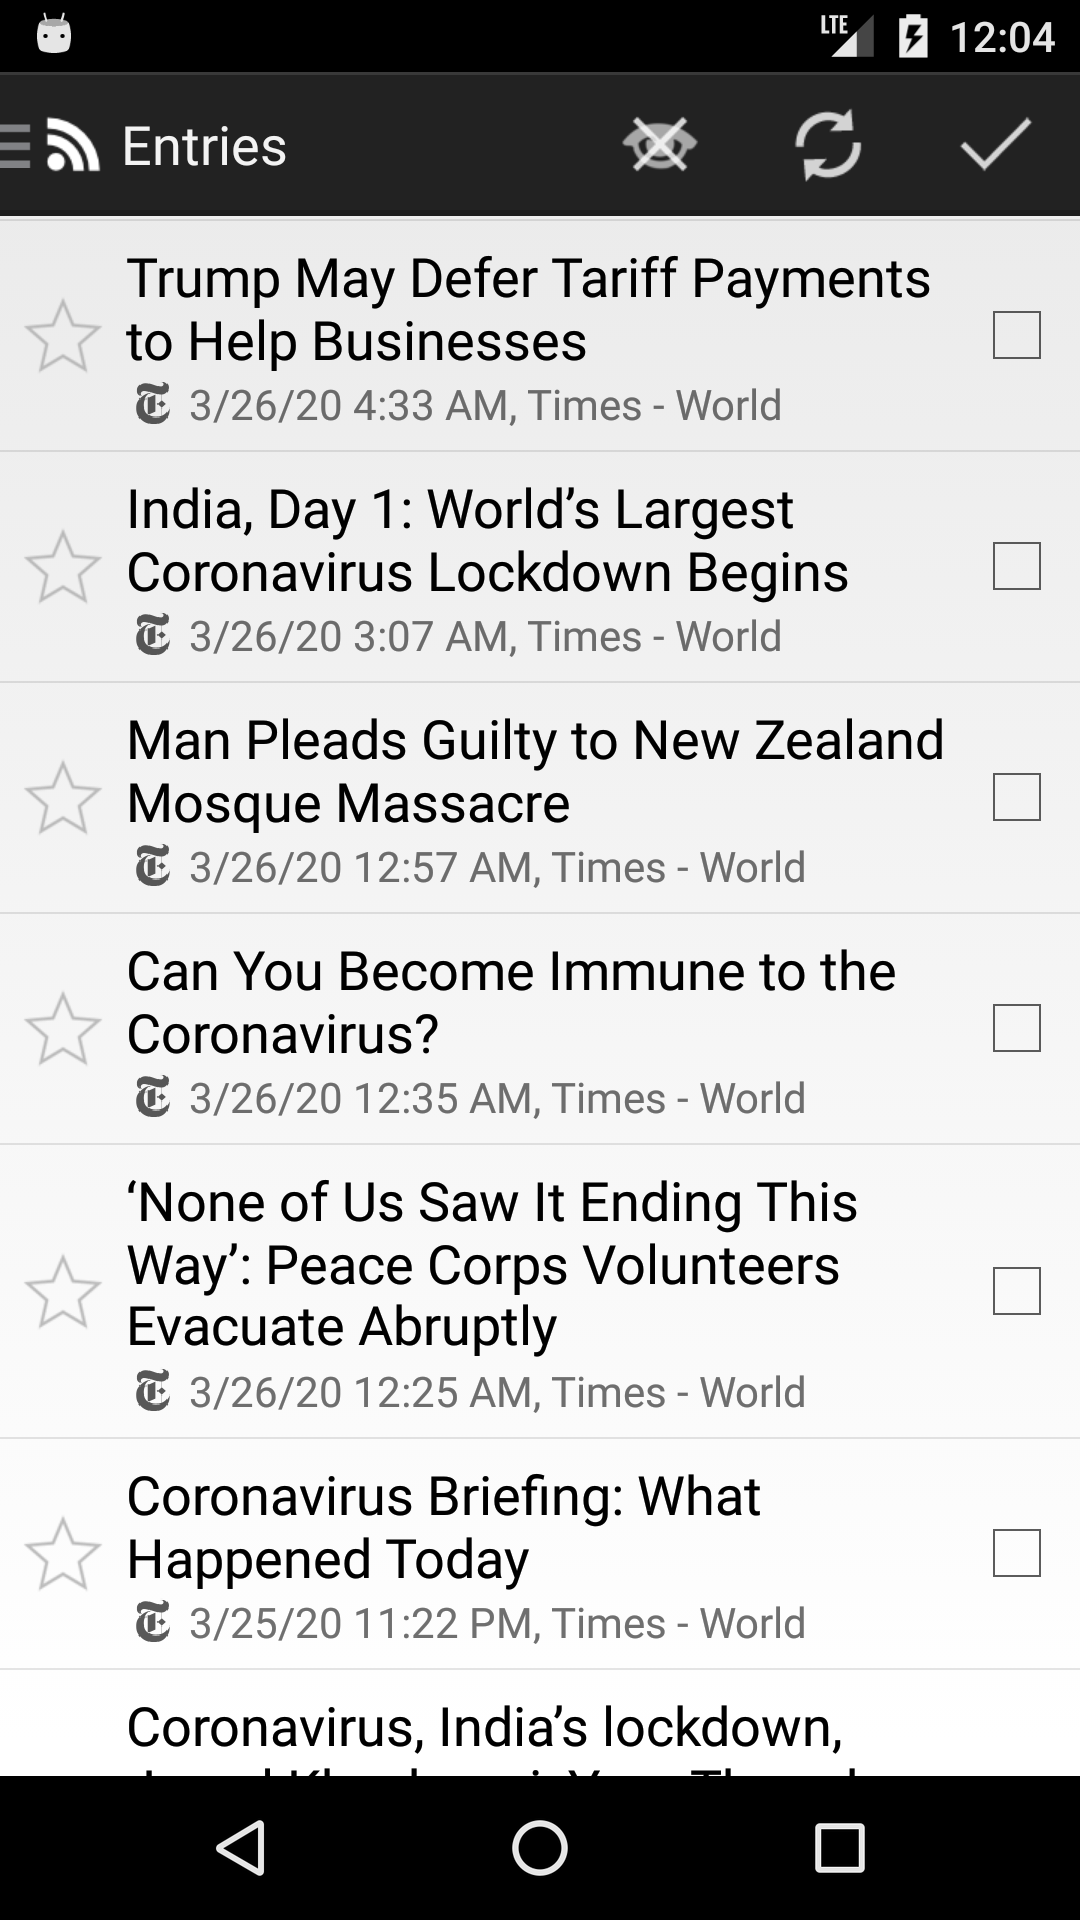 LTE 12:04
Entries
Trump May Defer Tariff Payments
to Help Businesses
3/26/20 4:33 AM, Times - World
India, Day 1: World’s Largest
Coronavirus Lockdown Begins
3/26/20 3:07 AM, Times - World
Man Pleads Guilty to New Zealand
Mosque Massacre
3/26/20 12:57 AM, Times - World
Can You Become Immune to the
Coronavirus?
3/26/20 12:35 AM, Times - World
‘None of Us Saw It Ending This
Way’: Peace Corps Volunteers
Evacuate Abruptly
3/26/20 12:25 AM, Times - World
Coronavirus Briefing: What
Happened Today
3/25/20 11:22 PM, Times - World
Coronavirus, India’s lockdown,